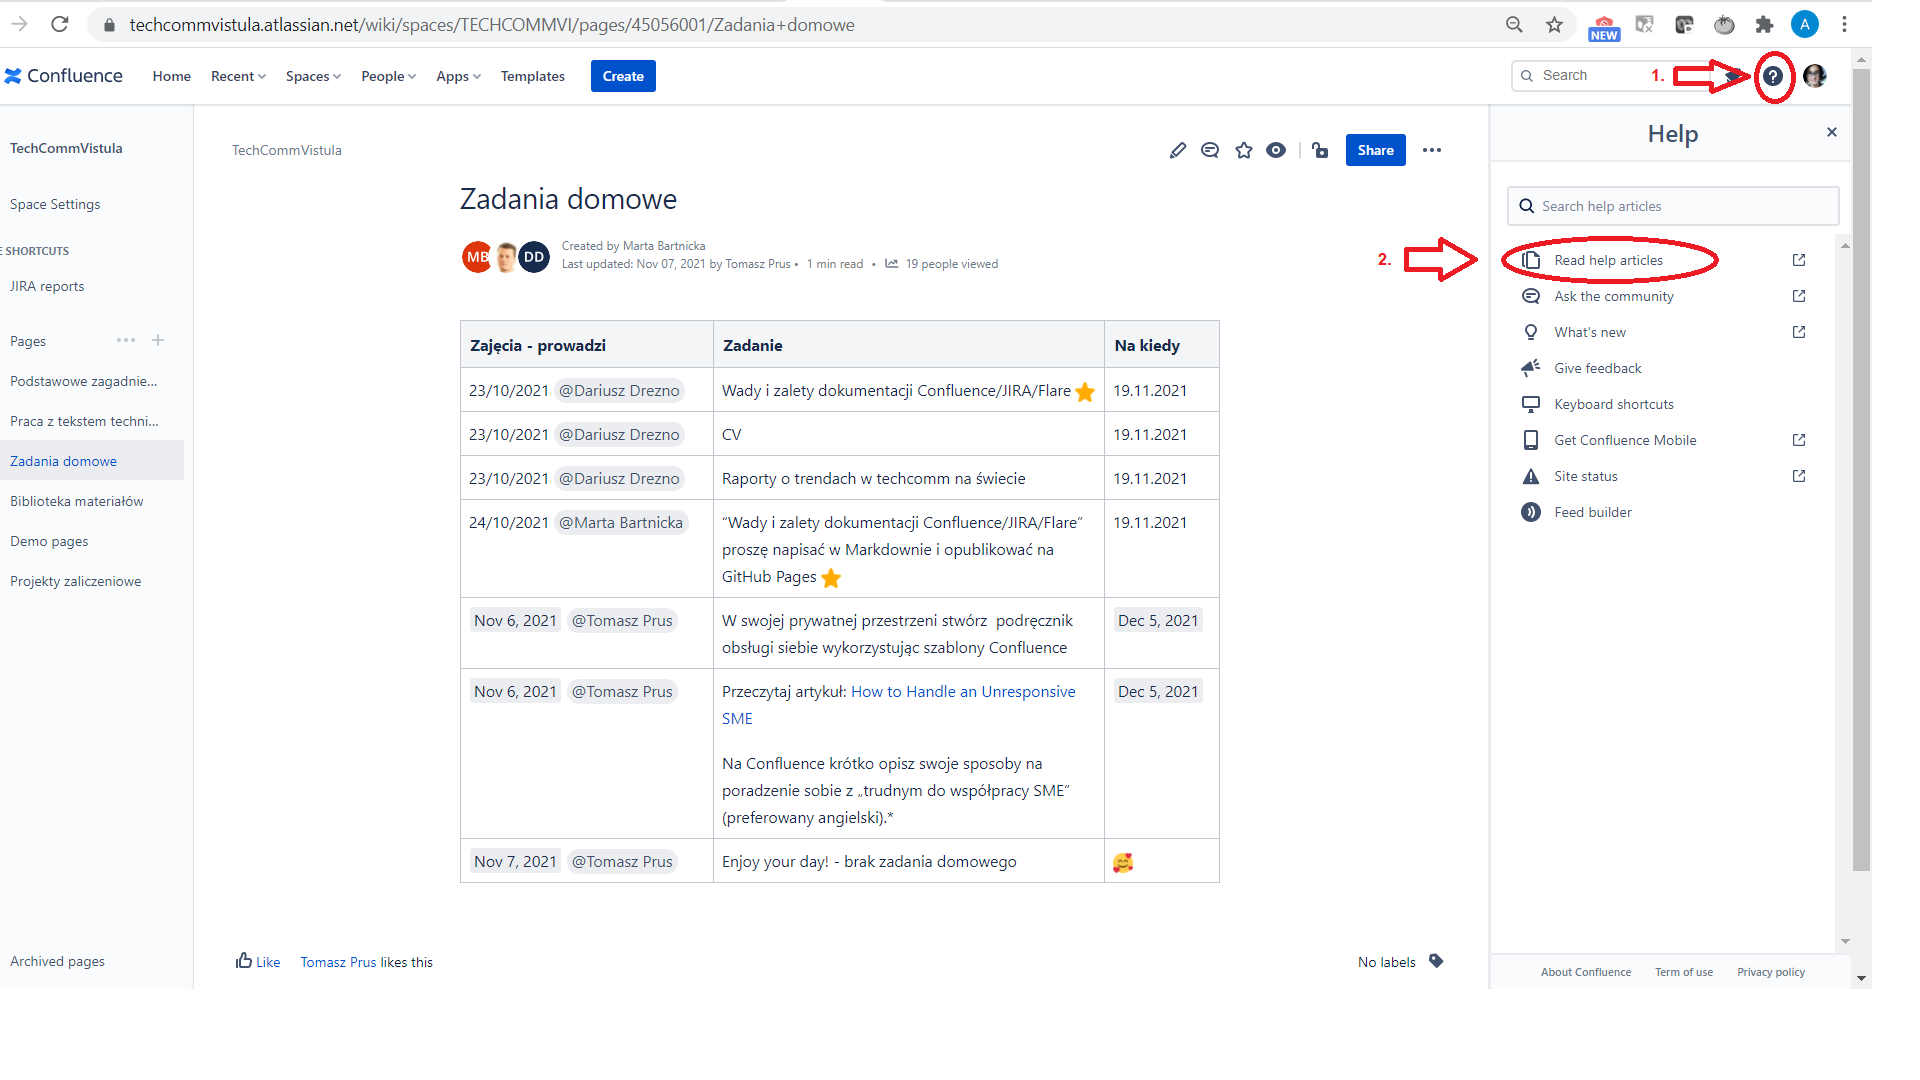 techcommvistula.atlassian.net/wiki/spaces/TECHCOMMVI/pages/45056001/Zadania+domowe
NEW
A
Confluence
Home
Recent
Spaces
People
Apps
Templates
Create
Search
1.
?
TechCommVistula
Space Settings
E SHORTCUTS
JIRA reports
Pages
Podstawowe zagadnie...
Praca z tekstem techni...
Zadania domowe
Biblioteka materiałów
Demo pages
Projekty zaliczeniowe
Archived pages
TechCommVistula
Share
Zadania domowe
MB
DD
Created by Marta Bartnicka
Last updated: Nov 07, 2021 by Tomasz Prus • 1 min read • 19 people viewed
Zajęcia - prowadzi
Zadanie
Na kiedy
23/10/2021 @Dariusz Drezno
Wady i zalety dokumentacji Confluence/JIRA/Flare
19.11.2021
23/10/2021 @Dariusz Drezno
CV
19.11.2021
23/10/2021 @Dariusz Drezno
Raporty o trendach w techcomm na świecie
19.11.2021
24/10/2021 @Marta Bartnicka
"Wady i zalety dokumentacji Confluence/JIRA/Flare"
proszę napisać w Markdownie i opublikować na
GitHub Pages
19.11.2021
Nov 6, 2021 @Tomasz Prus
W swojej prywatnej przestrzeni stwórz podręcznik
obsługi siebie wykorzystując szablony Confluence
Dec 5, 2021
Nov 6, 2021 @Tomasz Prus
Przeczytaj artykuł: How to Handle an Unresponsive
SME
Na Confluence krótko opisz swoje sposoby na
poradzenie sobie z „trudnym do współpracy SME"
(preferowany angielski).*
Dec 5, 2021
Nov 7, 2021 @Tomasz Prus
Enjoy your day! - brak zadania domowego
Like
Tomasz Prus likes this
No labels
Help
Search help articles
2.
Read help articles
Ask the community
What's new
Give feedback
Keyboard shortcuts
Get Confluence Mobile
Site status
Feed builder
About Confluence
Term of use
Privacy policy